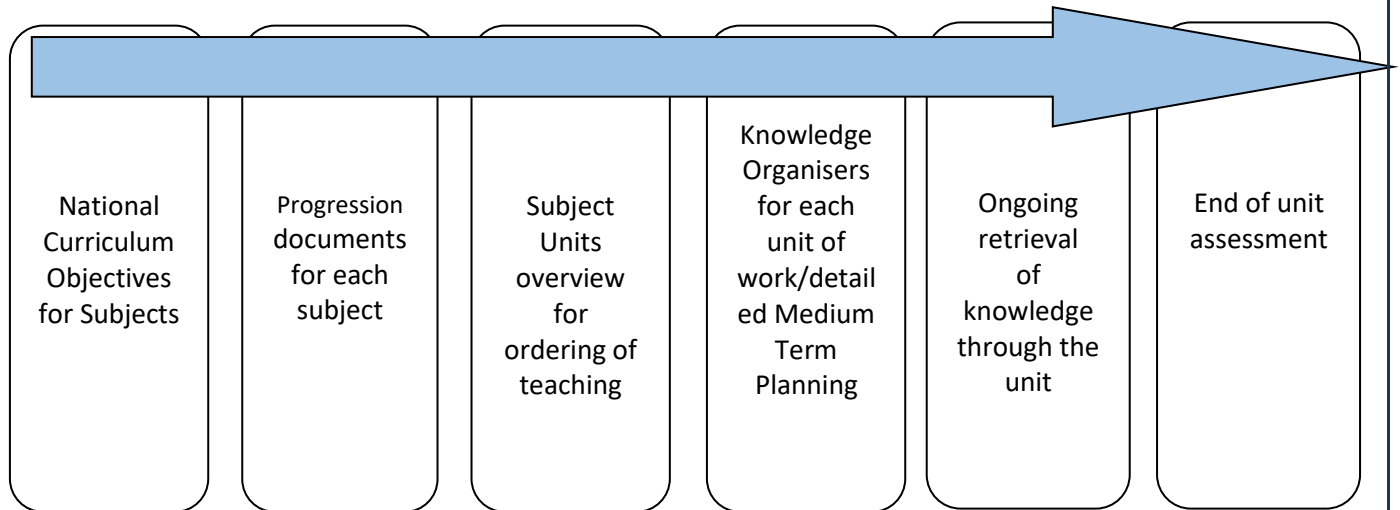 National
Curriculum
Objectives
for Subjects
Progression
documents
for each
subject
Subject
Units
overview
for
ordering of
teaching
Knowledge
Organisers
for each
unit of
work/detail
ed Medium
Term
Planning
Ongoing
retrieval
of
knowledge
through the
unit
End of unit
assessment